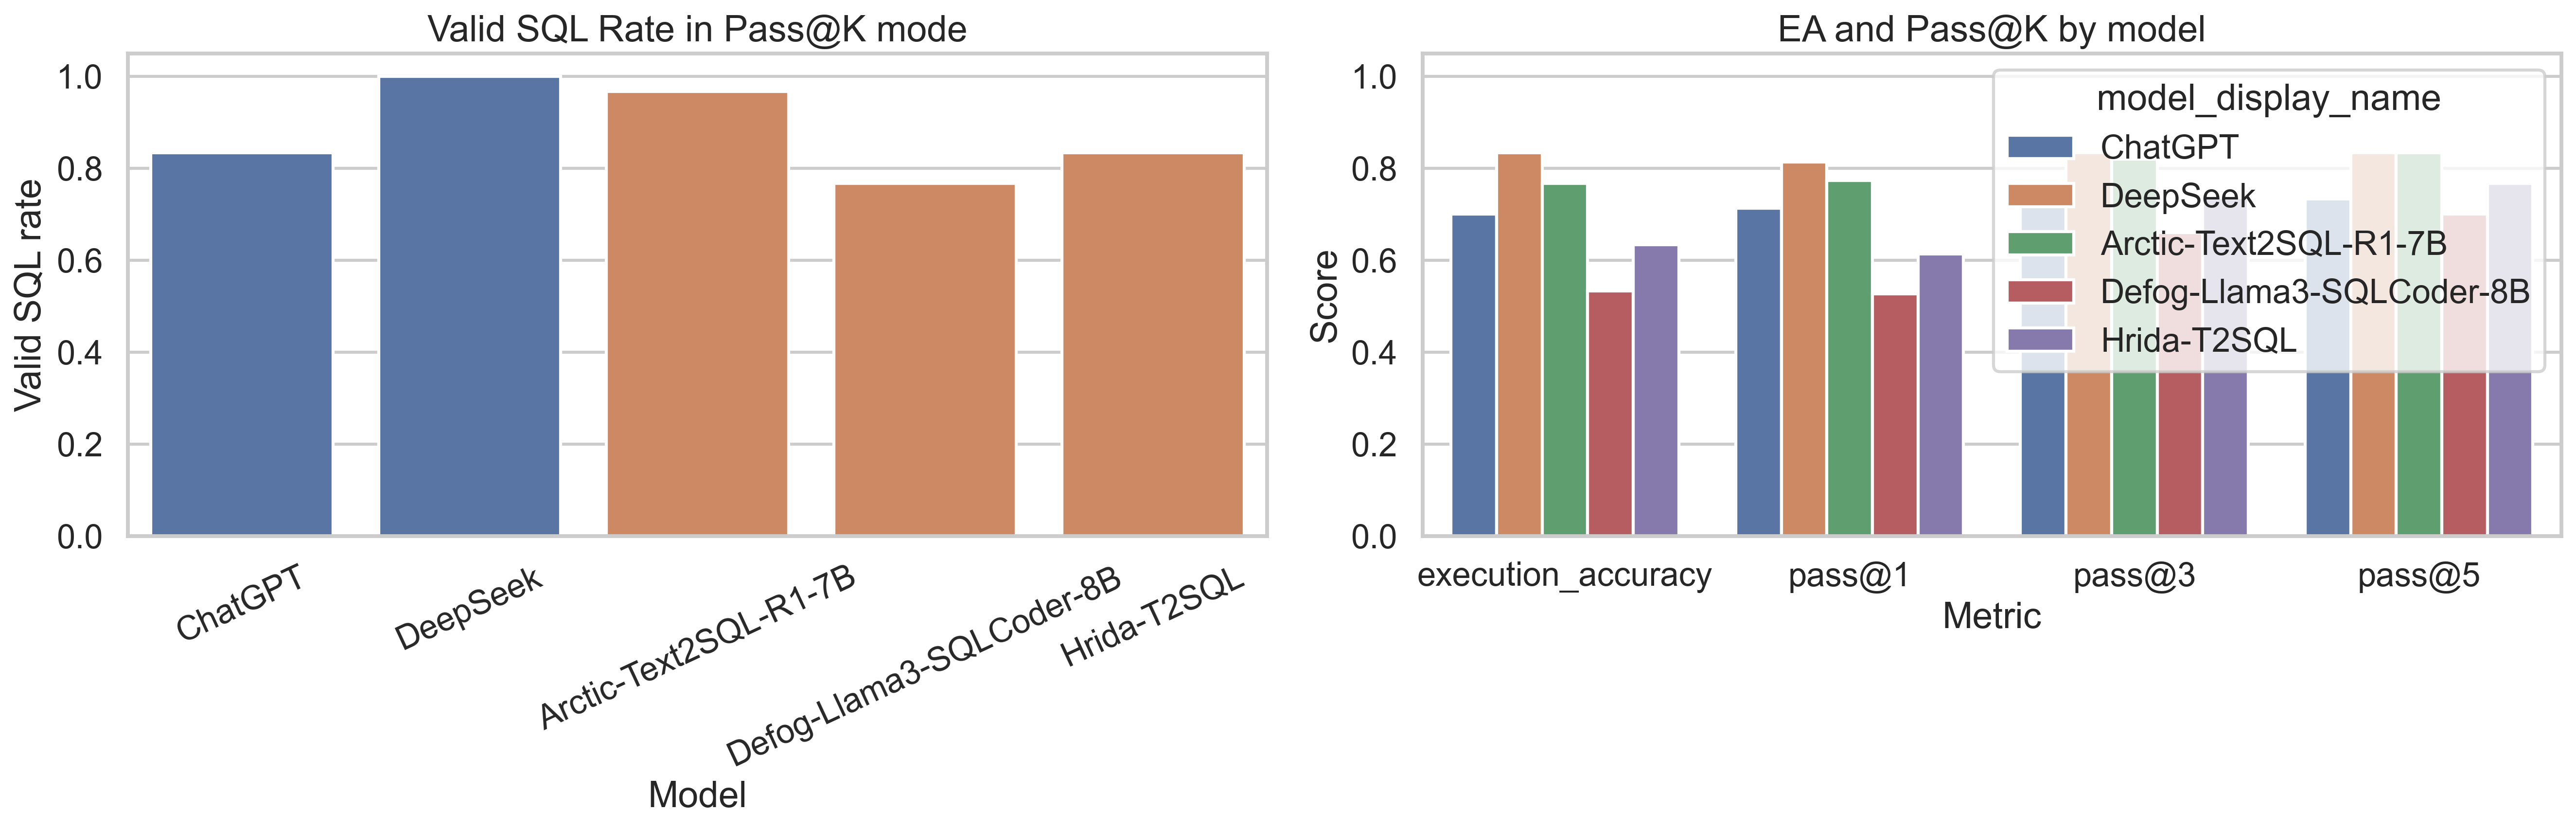 Valid SQL Rate in Pass@K mode
Valid SQL rate
1.0
0.8
0.6
0.4
0.2
0.0
ChatGPT
DeepSeek
Arctic-Text2SQL-R1-7B
Defog-Llama3-SQLCoder-8B
Hrida-T2SQL
Model
EA and Pass@K by model
Score
1.0
0.8
0.6
0.4
0.2
0.0
model_display_name
ChatGPT
DeepSeek
Arctic-Text2SQL-R1-7B
Defog-Llama3-SQLCoder-8B
Hrida-T2SQL
execution_accuracy
pass@1
pass@3
pass@5
Metric